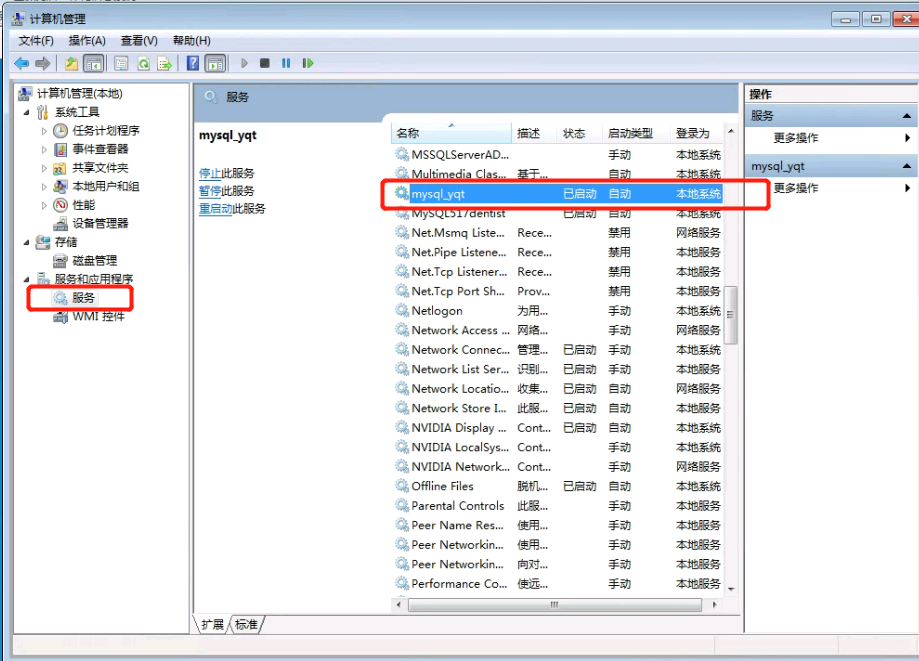 计算机管理
文件(F) 操作(A) 查看(V) 帮助(H)
计算机管理(本地)
系统工具
任务计划程序
事件查看器
共享文件夹
本地用户和组
性能
设备管理器
存储
磁盘管理
服务和应用程序
服务
WMI 控件
服务
mysql_yqt
停止此服务
暂停此服务
重启动此服务
名称 描述 状态 启动类型 登录为
MSSQLServerAD... 手动 本地系统
Multimedia Clas... 基于... 自动 本地系统
mysql_yqt 已启动 自动 本地系统
MySQL517dentist 已启动 自动 本地系统
Net.Msmq Liste... Rece... 禁用 网络服务
Net.Pipe Listene... Rece... 禁用 本地服务
Net.Tcp Listener... Rece... 禁用 本地服务
Net.Tcp Port Sh... Prov... 禁用 本地服务
Netlogon 为用... 手动 本地系统
Network Access ... 网络... 手动 网络服务
Network Connec... 管理... 已启动 手动 本地系统
Network List Ser... 识别... 已启动 手动 本地服务
Network Locatio... 收集... 已启动 自动 网络服务
Network Store I... 此服... 已启动 自动 本地服务
NVIDIA Display ... Cont... 已启动 自动 本地系统
NVIDIA LocalSys... Cont... 手动 本地系统
NVIDIA Network... Cont... 手动 网络服务
Offline Files 脱机... 已启动 自动 本地系统
Parental Controls 此服... 手动 本地服务
Peer Name Res... 使用... 手动 本地服务
Peer Networkin... 使用... 手动 本地服务
Peer Networkin... 向对... 手动 本地服务
Performance Co... 使远... 手动 本地服务
扩展 标准
操作
服务
更多操作
mysql_yqt
更多操作